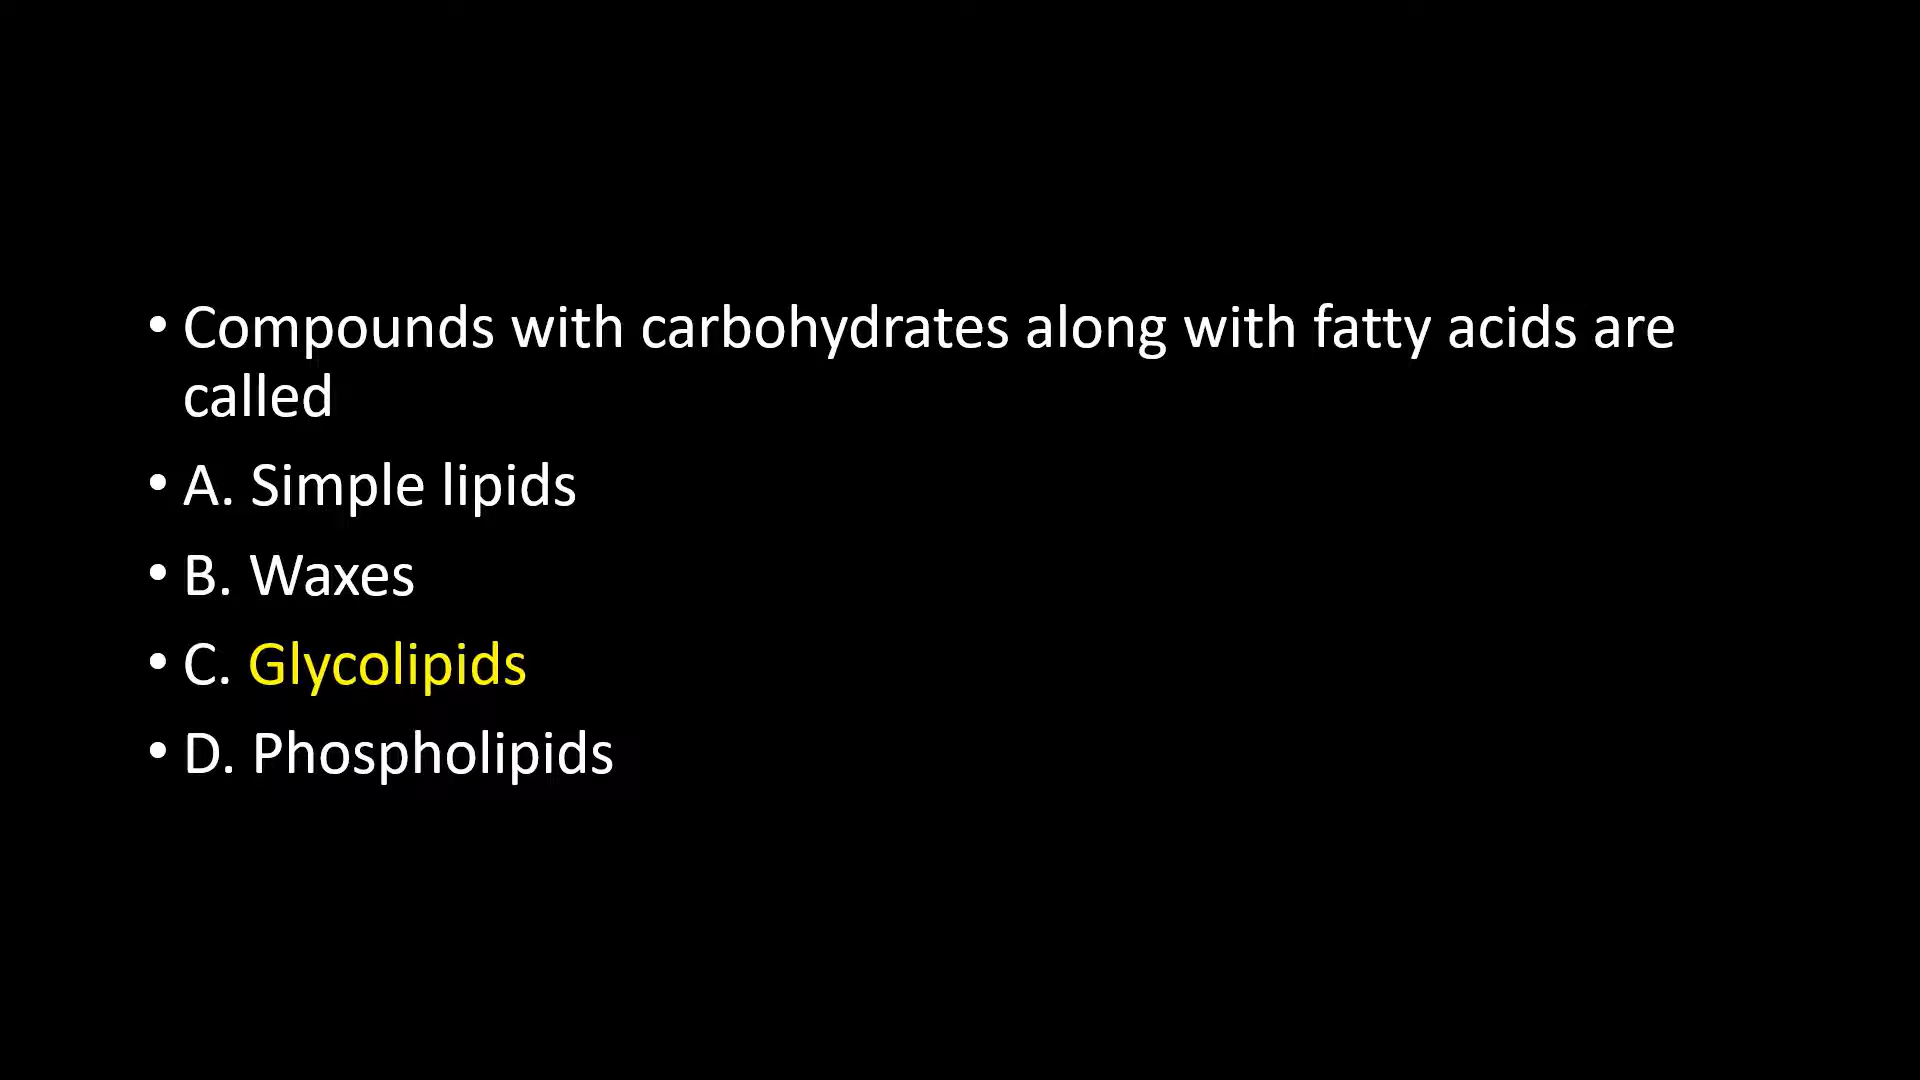 • Compounds with carbohydrates along with fatty acids are
called
• A. Simple lipids
• B. Waxes
• C. Glycolipids
• D. Phospholipids